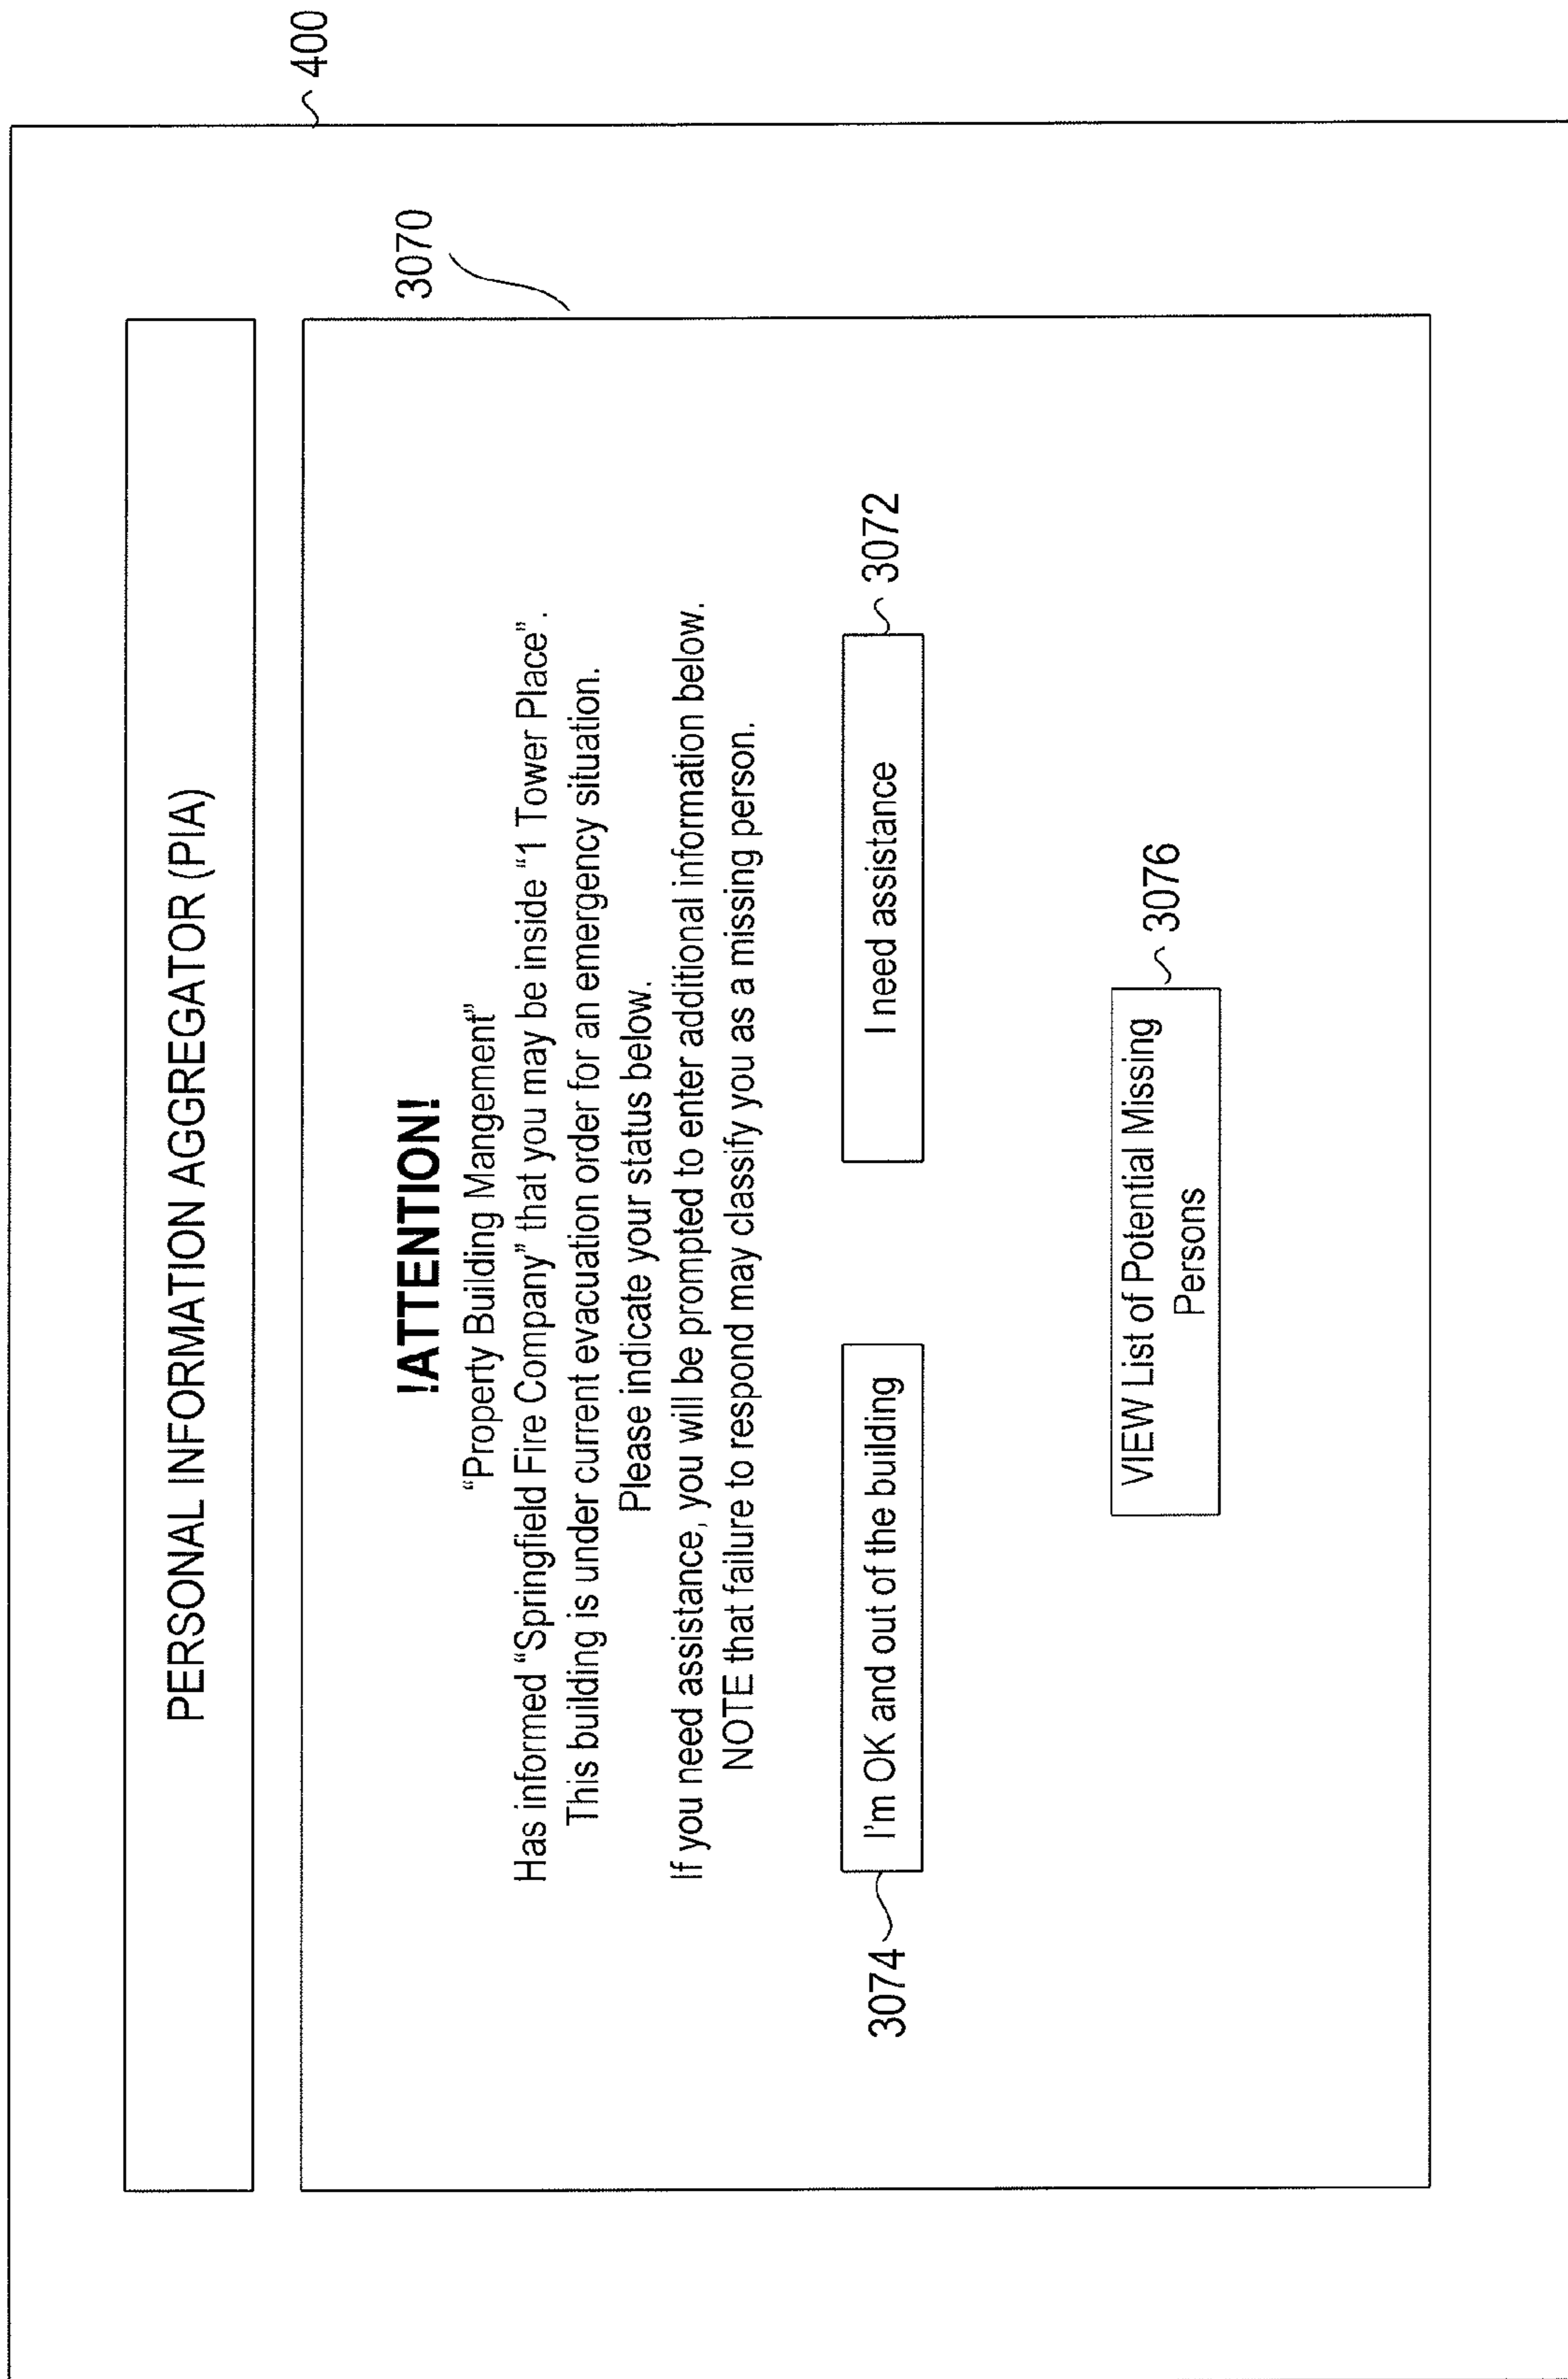 400
PERSONAL INFORMATION AGGREGATOR (PIA)
3070
!ATTENTION!
“Property Building Mangement”
Has informed “Springfield Fire Company” that you may be inside “1 Tower Place”.
This building is under current evacuation order for an emergency situation.
Please indicate your status below.
If you need assistance, you will be prompted to enter additional information below.
NOTE that failure to respond may classify you as a missing person.
3074
I'm OK and out of the building
I need assistance
3072
VIEW List of Potential Missing
Persons
3076